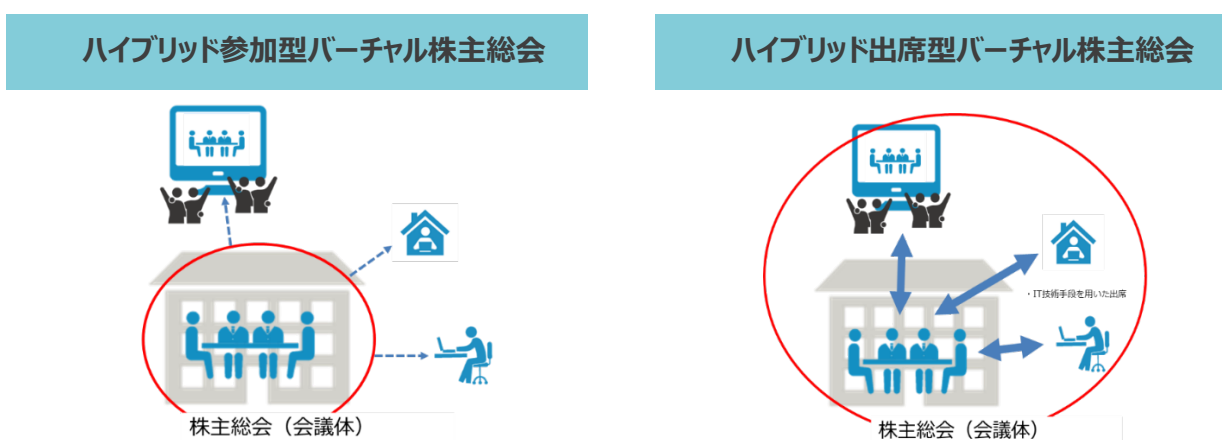 ハイブリッド参加型バーチャル株主総会
ハイブリッド出席型バーチャル株主総会
・IT技術手段を用いた出席
株主総会（会議体）
株主総会（会議体）